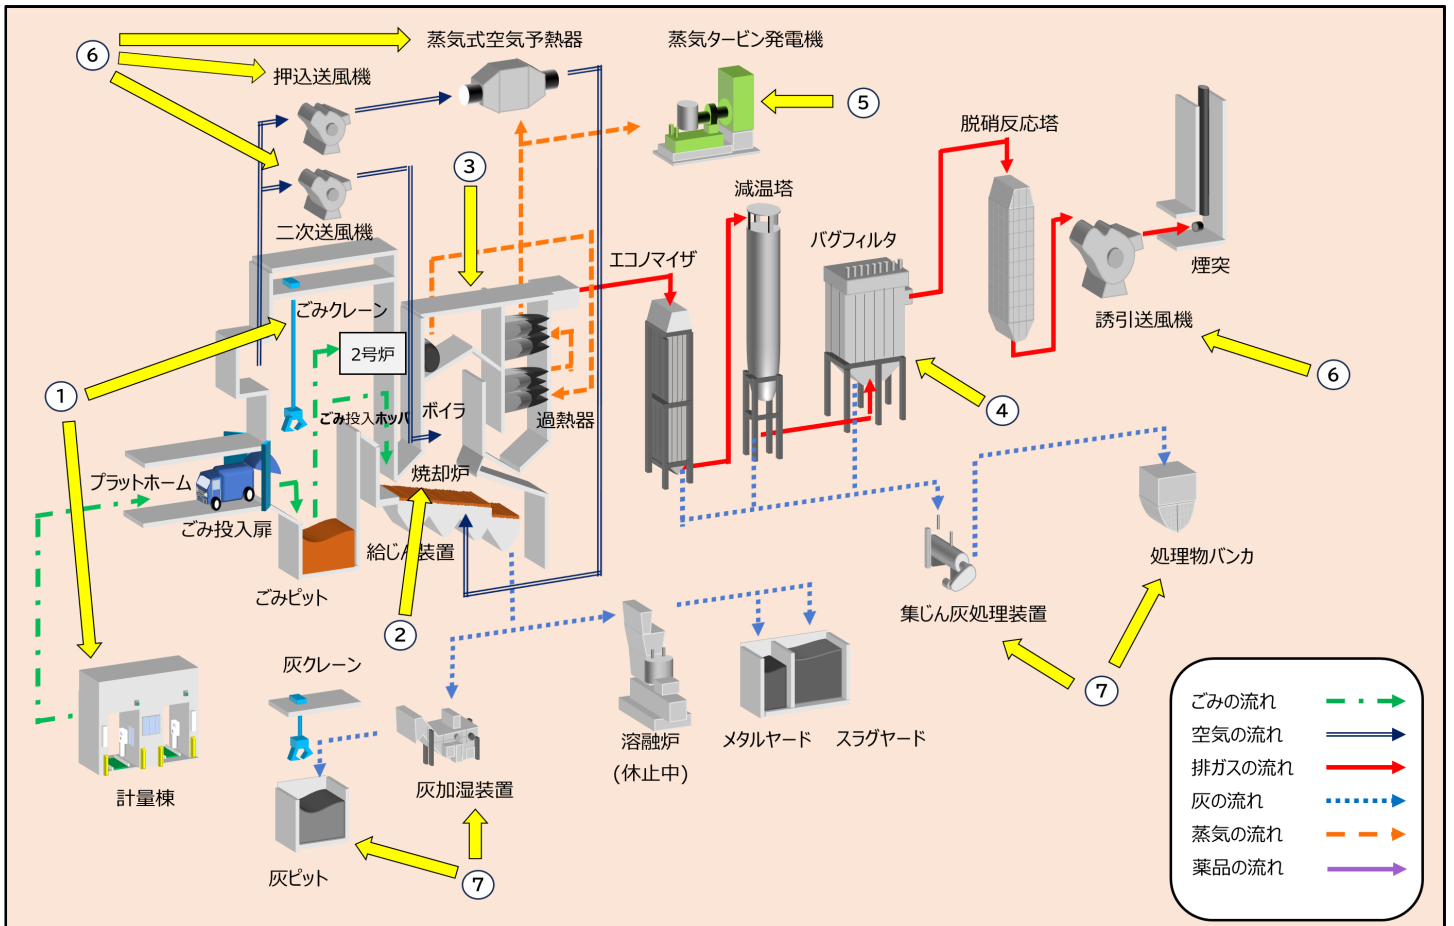 ⑥
蒸気式空気予熱器
蒸気タービン発電機
押込送風機
⑤
脱硝反応塔
③
減温塔
二次送風機
バグフィルタ
エコノマイザ
煙突
ごみクレーン
誘引送風機
2号炉
⑥
①
④
ごみ投入ホッパ
ボイラ
過熱器
焼却炉
プラットホーム
ごみ投入扉
給じん装置
処理物バンカ
ごみピット
集じん灰処理装置
②
灰クレーン
⑦
溶融炉
(休止中)
メタルヤード
スラグヤード
計量棟
灰加湿装置
灰ピット
⑦
ごみの流れ
空気の流れ
排ガスの流れ
灰の流れ
蒸気の流れ
薬品の流れ